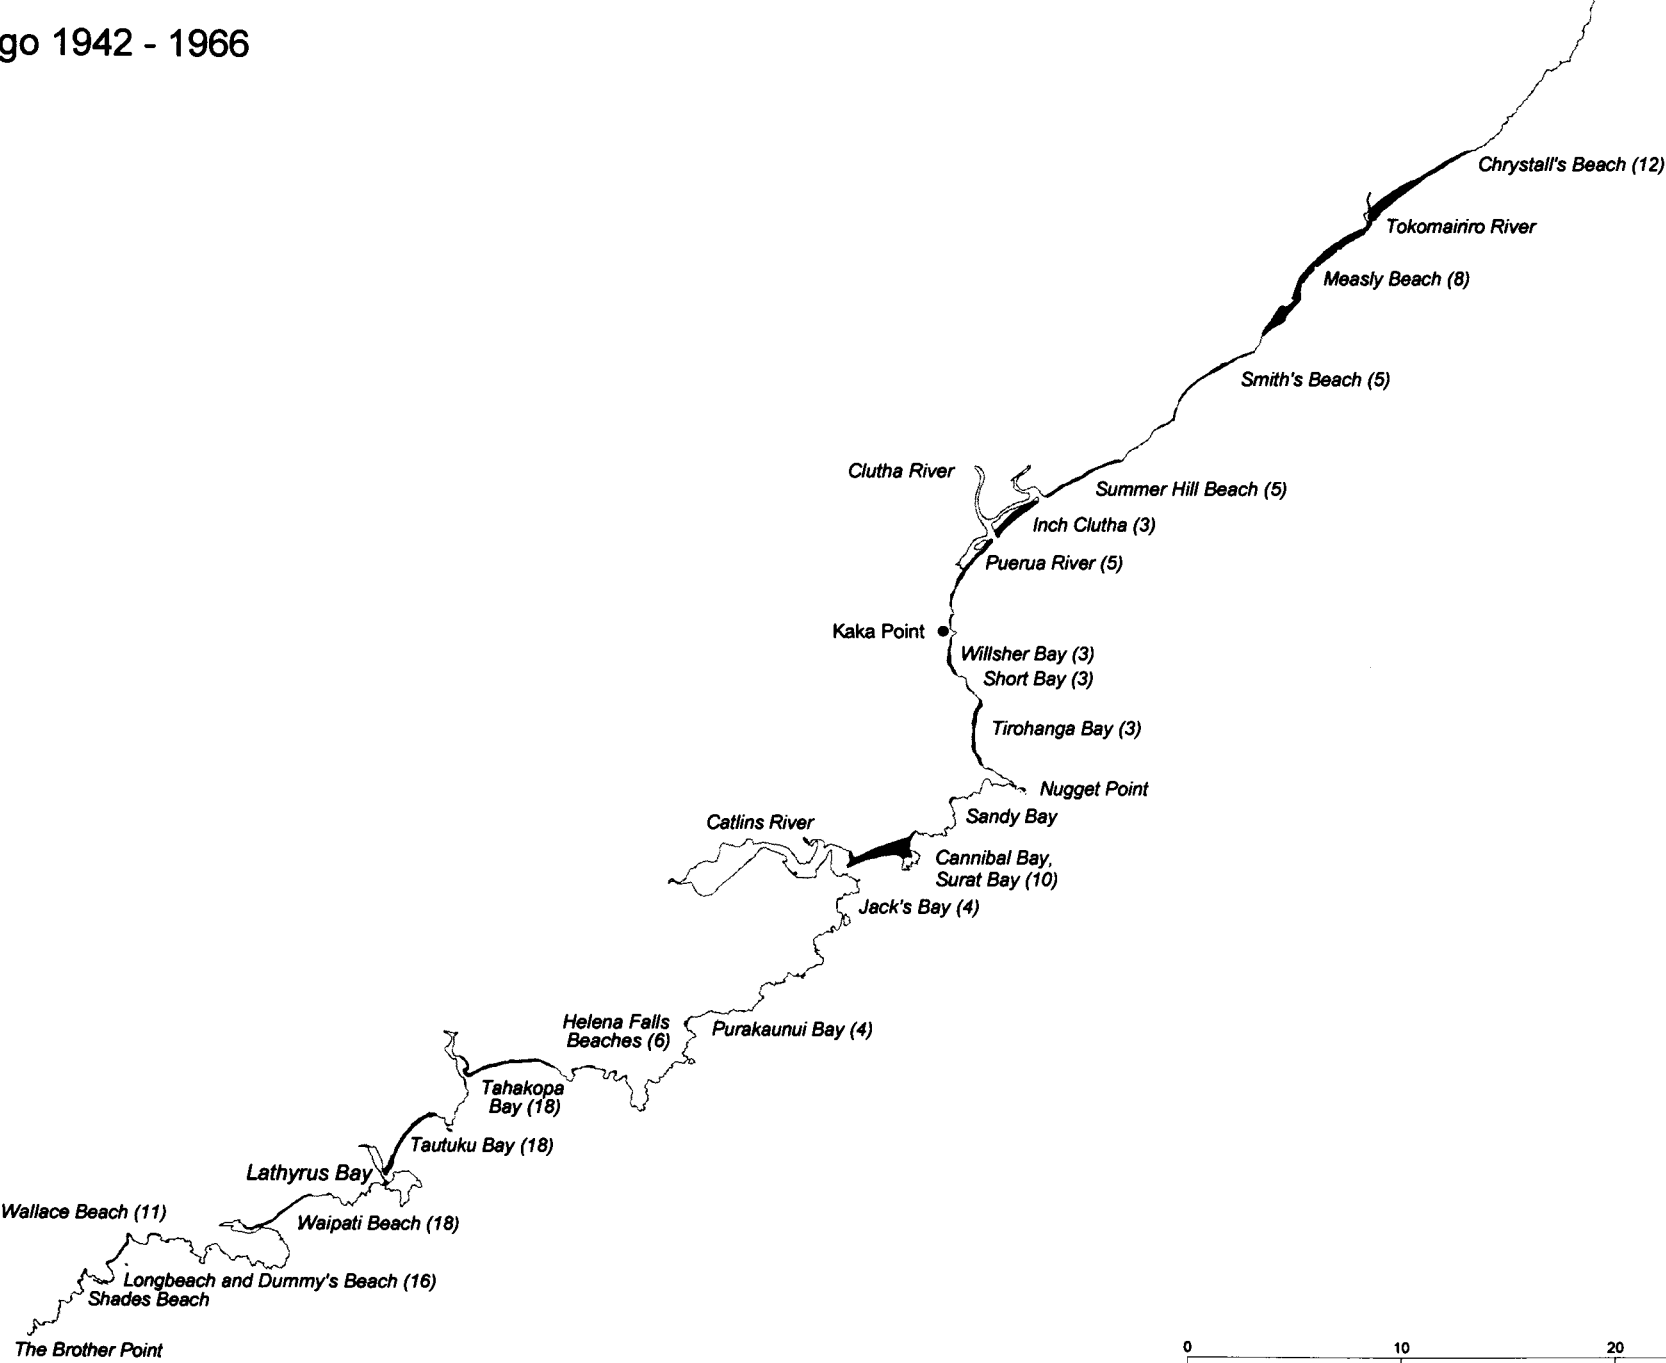 go 1942 - 1966
Chrystall's Beach (12)
Tokomairiro River
Measly Beach (8)
Smith's Beach (5)
Clutha River
Summer Hill Beach (5)
Inch Clutha (3)
Puerua River (5)
Kaka Point
Willsher Bay (3)
Short Bay (3)
Tirohanga Bay (3)
Nugget Point
Sandy Bay
Catlins River
Cannibal Bay,
Surat Bay (10)
Jack's Bay (4)
Helena Falls
Beaches (6)
Purakaunui Bay (4)
Tahakopa
Bay (18)
Tautuku Bay (18)
Lathyrus Bay
Wallace Beach (11)
Waipati Beach (18)
Longbeach and Dummy's Beach (16)
Shades Beach
The Brother Point
0 10 20